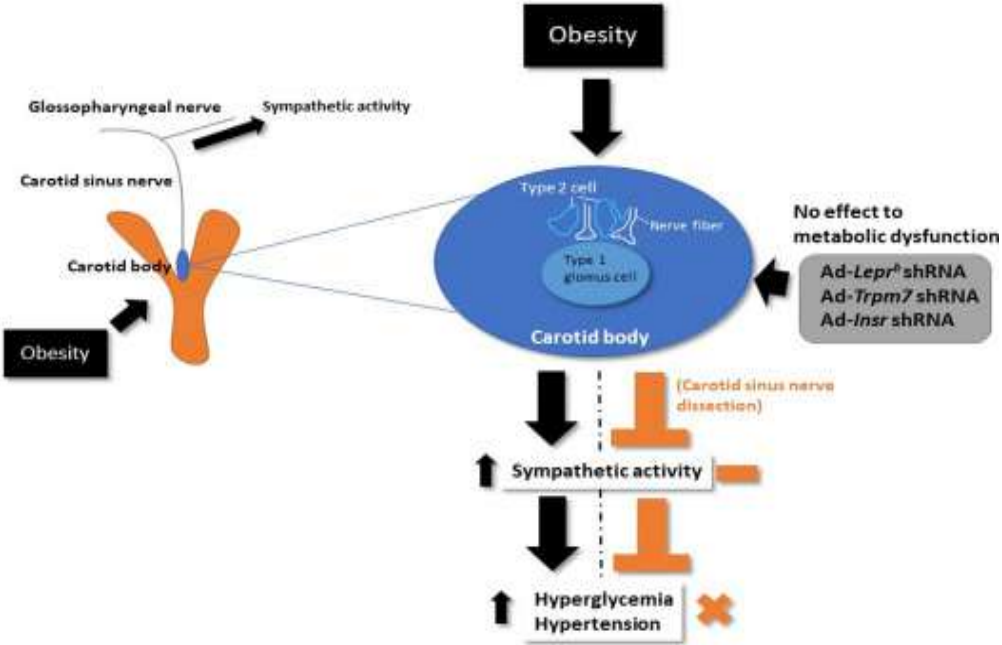 Obesity
Glossopharyngeal nerve
Sympathetic activity
Carotid sinus nerve
Carotid body
Obesity
Type 2 cell
Nerve fiber
Type 1
glomus cell
Carotid body
No effect to
metabolic dysfunction
Ad-Leprᵇ shRNA
Ad-Trpm7 shRNA
Ad-Insr shRNA
(Carotid sinus nerve
dissection)
Sympathetic activity
Hyperglycemia
Hypertension